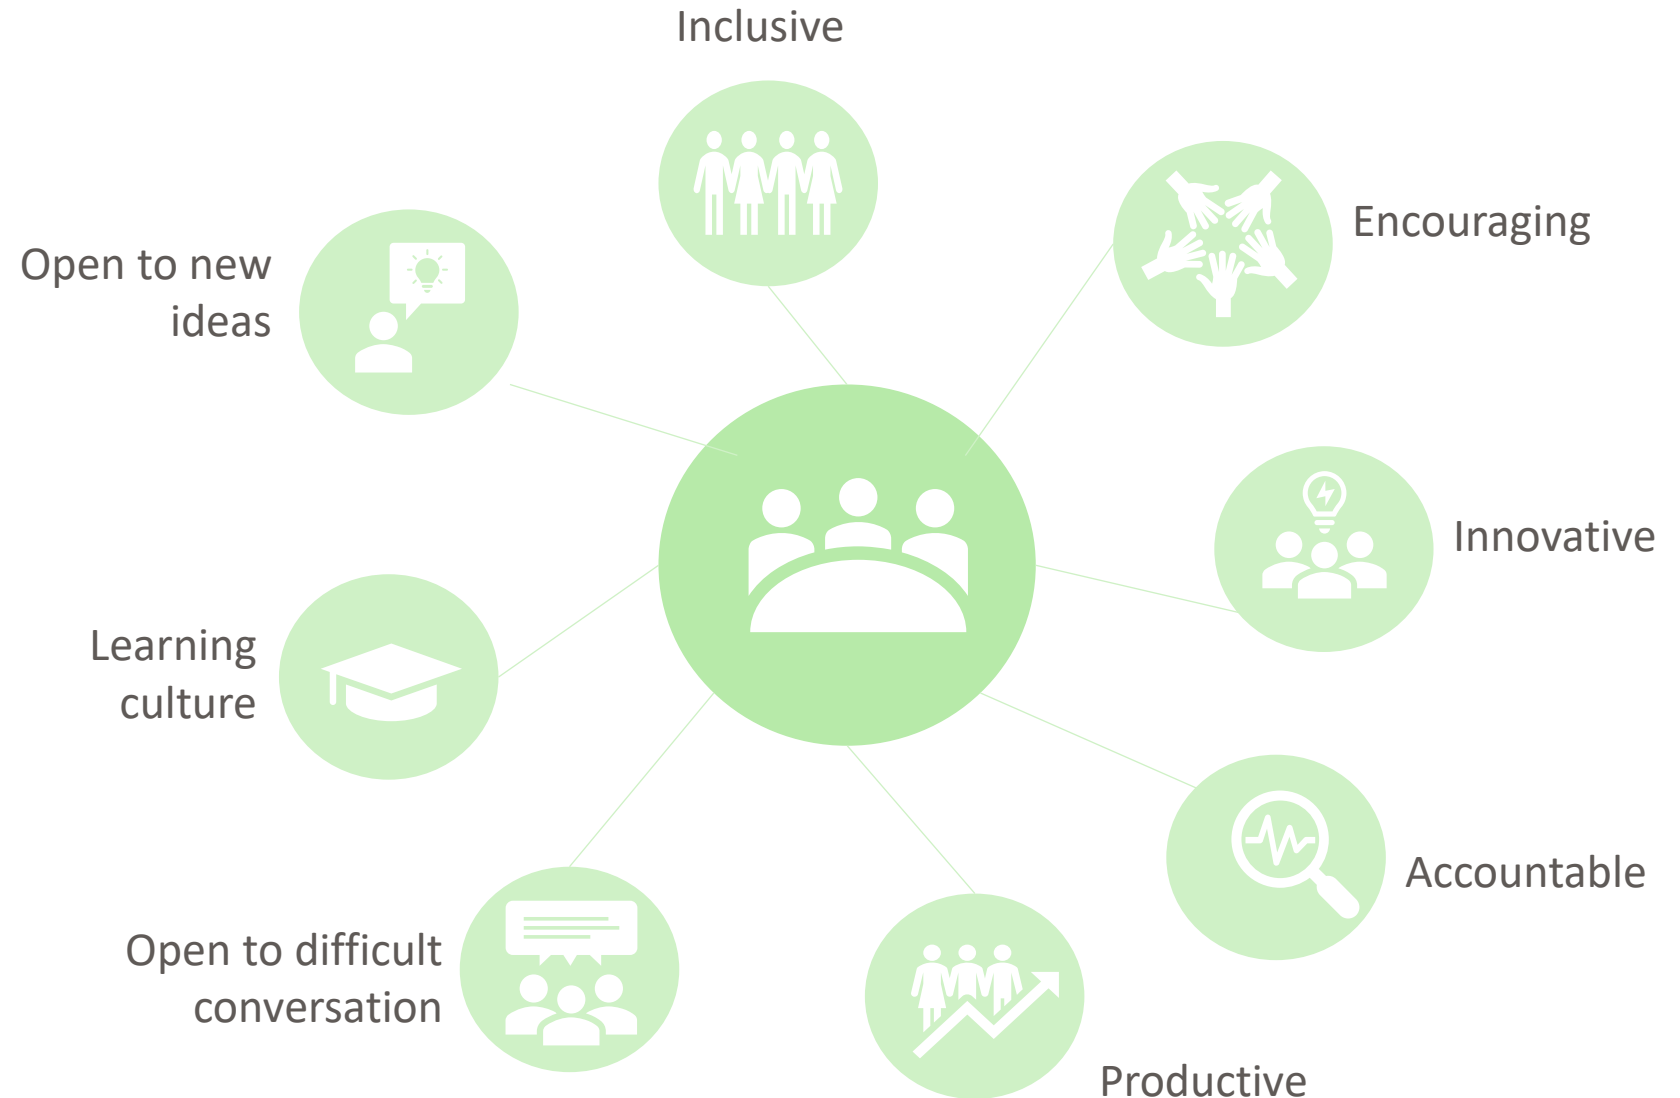 Inclusive
Encouraging
Open to new
ideas
Innovative
Learning
culture
Accountable
Open to difficult
conversation
Productive